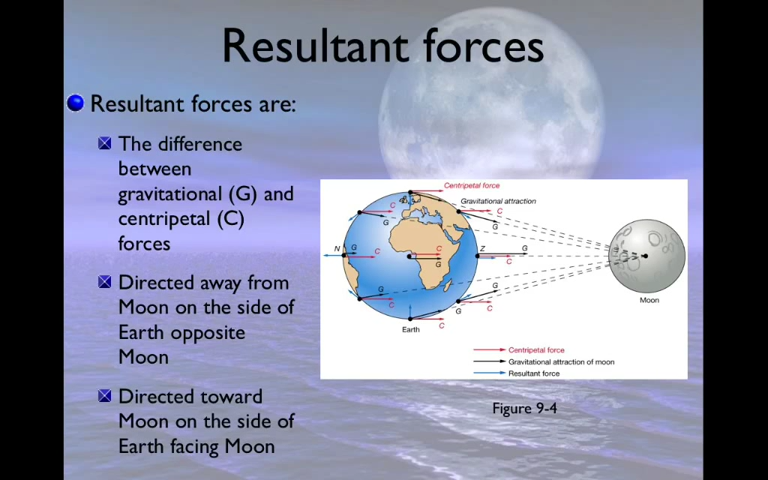 Resultant forces
Resultant forces are:
The difference
between
gravitational (G) and
centripetal (C)
forces
Directed away from
Moon on the side of
Earth opposite
Moon
Directed toward
Moon on the side of
Earth facing Moon
Centripetal force
Gravitational attraction
C
C
G
G
N
G
C
C
G
Z
G
C
G
C
G
G
C
C
Earth
Moon
Centripetal force
Gravitational attraction of moon
Resultant force
Figure 9-4